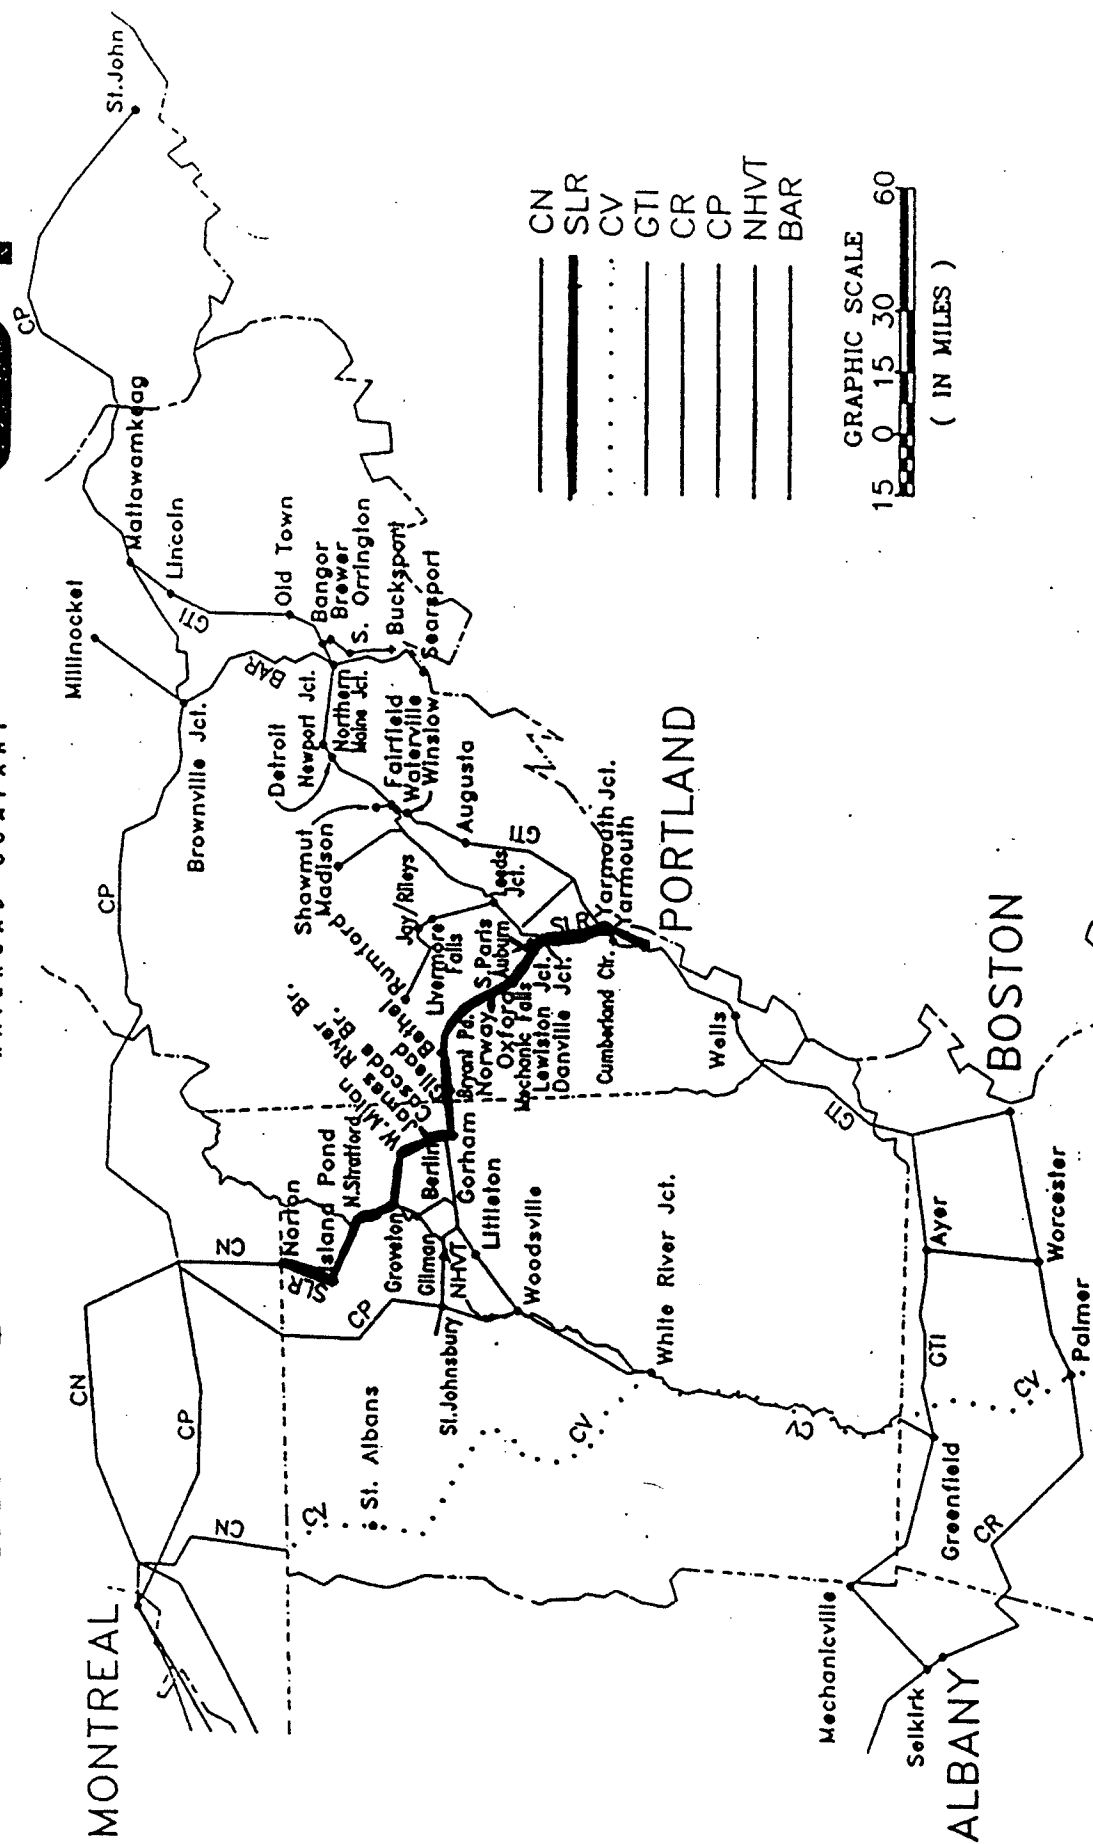 MONTREAL
CN
CP
CN
CN
CP
CP
CP
St.John
Millinocket
Mattawamkeag
Lincoln
GTI
Old Town
Bangor
Brewer
S. Orrington
Bucksport
Searsport
BAR
Brownville Jct.
Detroit
Newport Jct.
Northern
Maine Jct.
Fairfield
Waterville
Winslow
Shawmut
Madison
Augusta
GTI
Jay/Rileys
Leeds
Jct.
Livermore
Falls
Rumford
SLR
Yarmouth Jct.
Yarmouth
PORTLAND
Cumberland Ctr.
S.Paris
Auburn
Norway
Oxford
Mechanic Falls
Lewiston Jct.
Danville Jct.
Bryant Pd.
Bethel
Gilead
Cascade Br.
James River Br.
W.Milan
Berlin
Gorham
N.Stratford
Island Pond
Norton
SLR
Groveton
Gilman
NHVT
Littleton
Woodsville
St.Johnsbury
White River Jct.
St. Albans
CV
CV
CV
CV
Wells
GTI
BOSTON
Ayer
Worcester
GTI
Palmer
Greenfield
CR
Mechanicville
Selkirk
ALBANY
CN
SLR
CV
GTI
CR
CP
NHVT
BAR
GRAPHIC SCALE
15 0 15 30 60
( IN MILES )